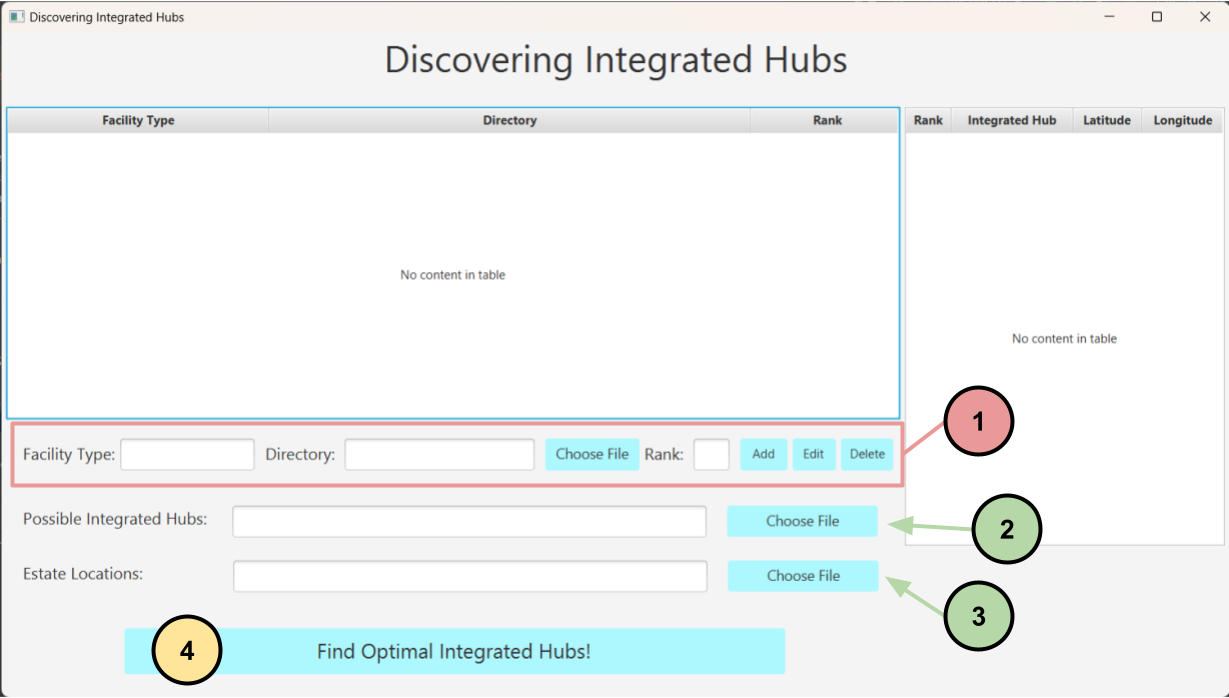 Discovering Integrated Hubs
Discovering Integrated Hubs
Facility Type Directory Rank
No content in table
Rank Integrated Hub Latitude Longitude
No content in table
1
Facility Type: Directory: Choose File Rank: Add Edit Delete
Possible Integrated Hubs: Choose File
2
Estate Locations: Choose File
3
4 Find Optimal Integrated Hubs!